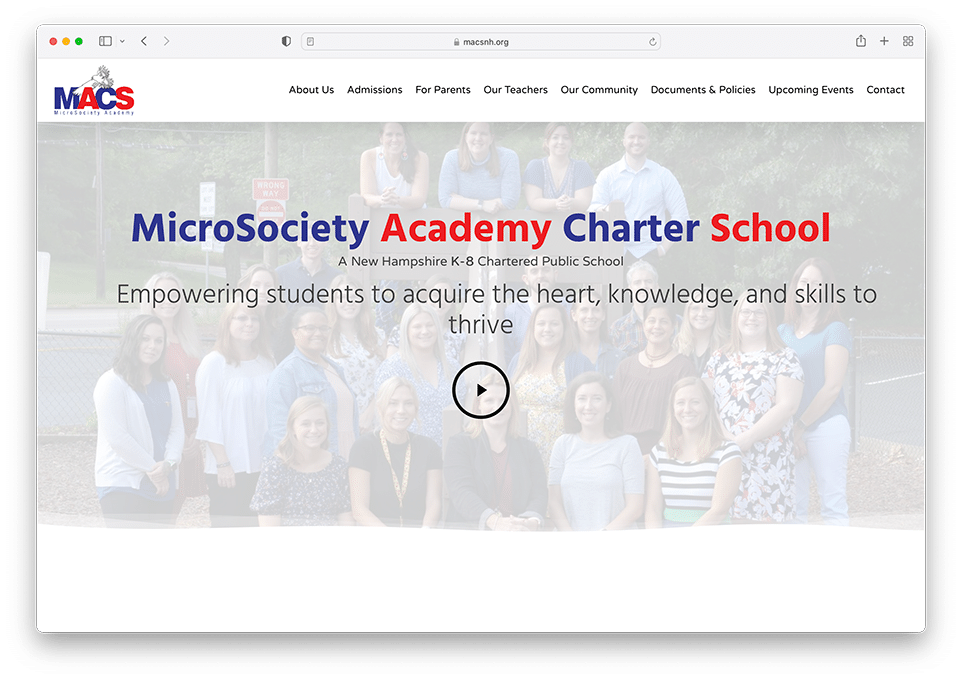 macsnh.org
MACS
MicroSociety Academy
About Us Admissions For Parents Our Teachers Our Community Documents & Policies Upcoming Events Contact
WRONG
WAY
MicroSociety Academy Charter School
A New Hampshire K-8 Chartered Public School
Empowering students to acquire the heart, knowledge, and skills to
thrive